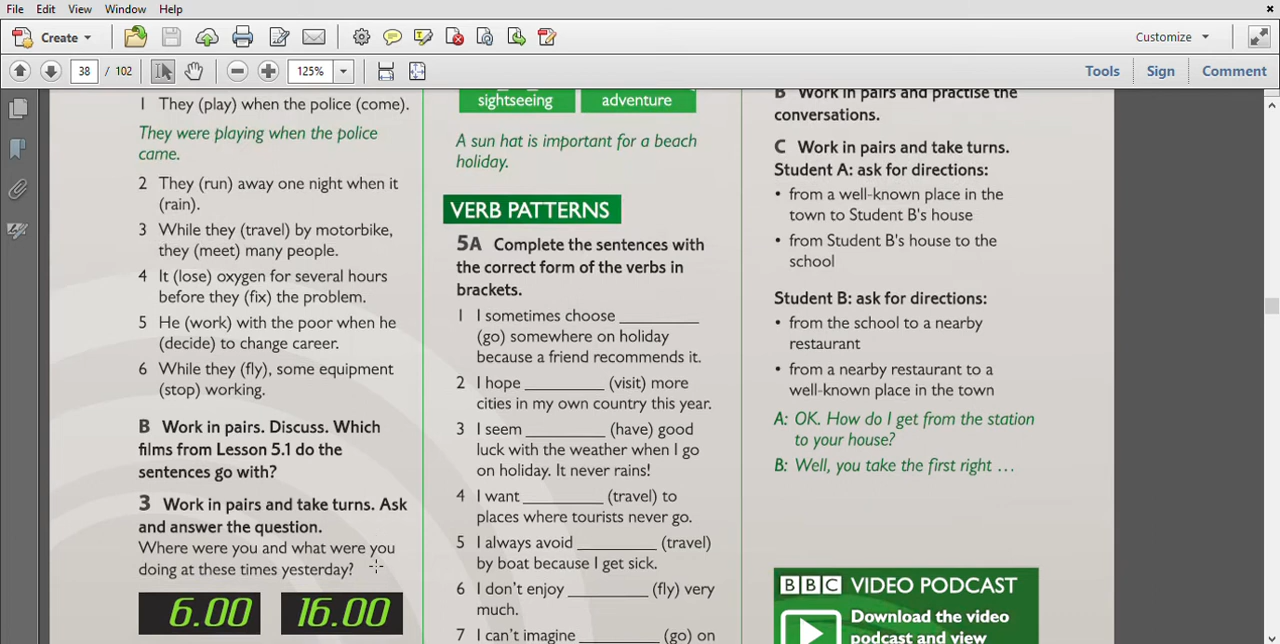 File Edit View Window Help
Create
Customize
38 / 102
125%
Tools Sign Comment
1 They (play) when the police (come).
They were playing when the police
came.
2 They (run) away one night when it
(rain).
3 While they (travel) by motorbike,
they (meet) many people.
4 It (lose) oxygen for several hours
before they (fix) the problem.
5 He (work) with the poor when he
(decide) to change career.
6 While they (fly), some equipment
(stop) working.
B Work in pairs. Discuss. Which
films from Lesson 5.1 do the
sentences go with?
3 Work in pairs and take turns. Ask
and answer the question.
Where were you and what were you
doing at these times yesterday?
6.00 16.00
sightseeing adventure
A sun hat is important for a beach
holiday.
VERB PATTERNS
5A Complete the sentences with
the correct form of the verbs in
brackets.
1 I sometimes choose __________
(go) somewhere on holiday
because a friend recommends it.
2 I hope __________ (visit) more
cities in my own country this year.
3 I seem __________ (have) good
luck with the weather when I go
on holiday. It never rains!
4 I want __________ (travel) to
places where tourists never go.
5 I always avoid __________ (travel)
by boat because I get sick.
6 I don't enjoy __________ (fly) very
much.
7 I can't imagine __________ (go) on
B Work in pairs and practise the
conversations.
C Work in pairs and take turns.
Student A: ask for directions:
• from a well-known place in the
town to Student B's house
• from Student B's house to the
school
Student B: ask for directions:
• from the school to a nearby
restaurant
• from a nearby restaurant to a
well-known place in the town
A: OK. How do I get from the station
to your house?
B: Well, you take the first right …
BBC VIDEO PODCAST
Download the video
podcast and view